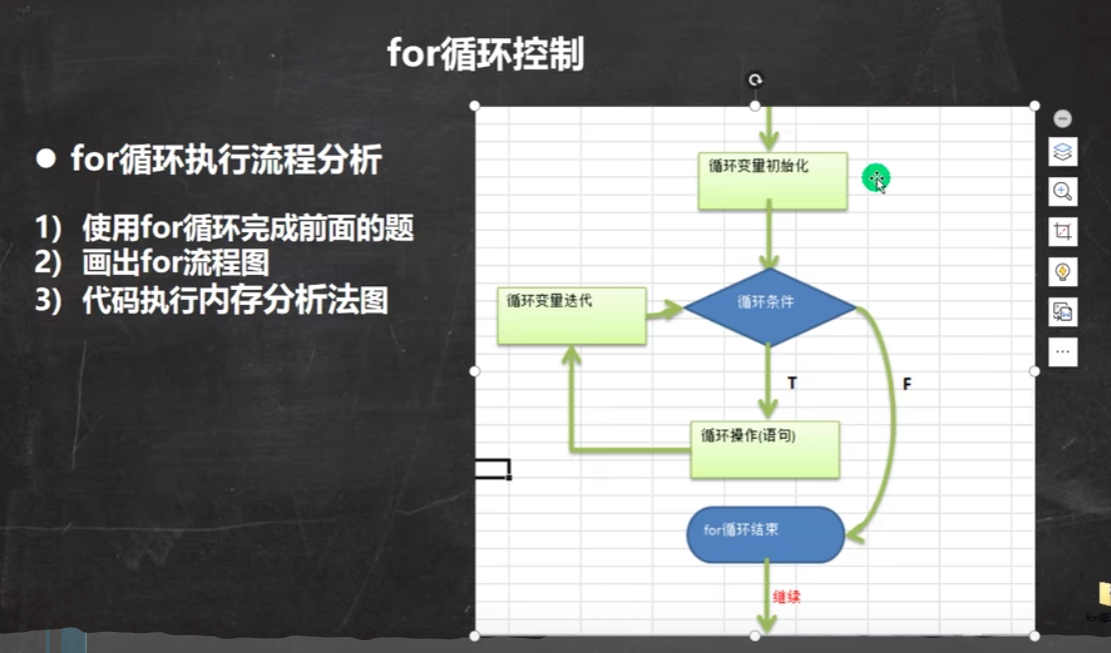 for循环控制
● for循环执行流程分析
1) 使用for循环完成前面的题
2) 画出for流程图
3) 代码执行内存分析法图
循环变量初始化
循环变量迭代
循环条件
T
F
循环操作(语句)
for循环结束
继续